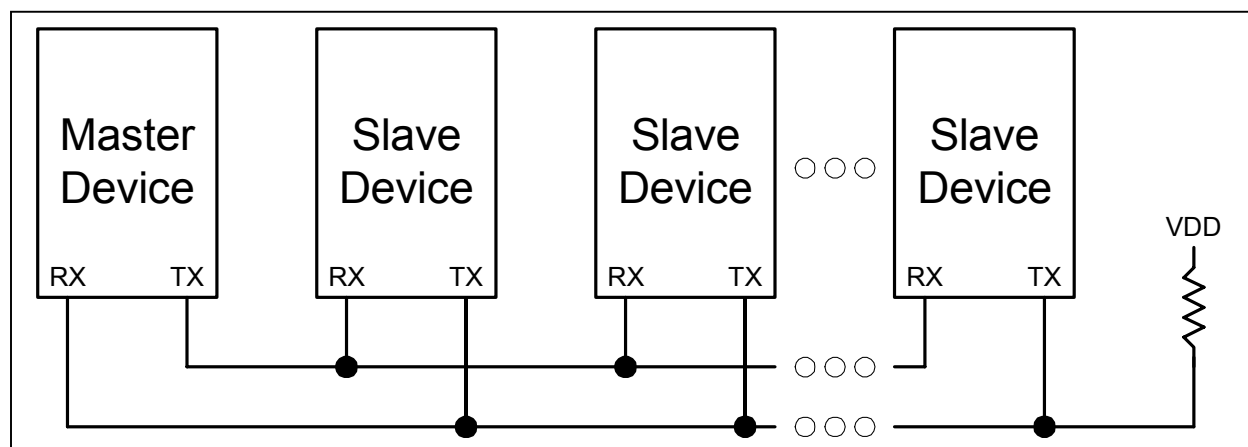 Master
Device
Slave
Device
Slave
Device
Slave
Device
VDD
RX TX
RX TX
RX TX
RX TX